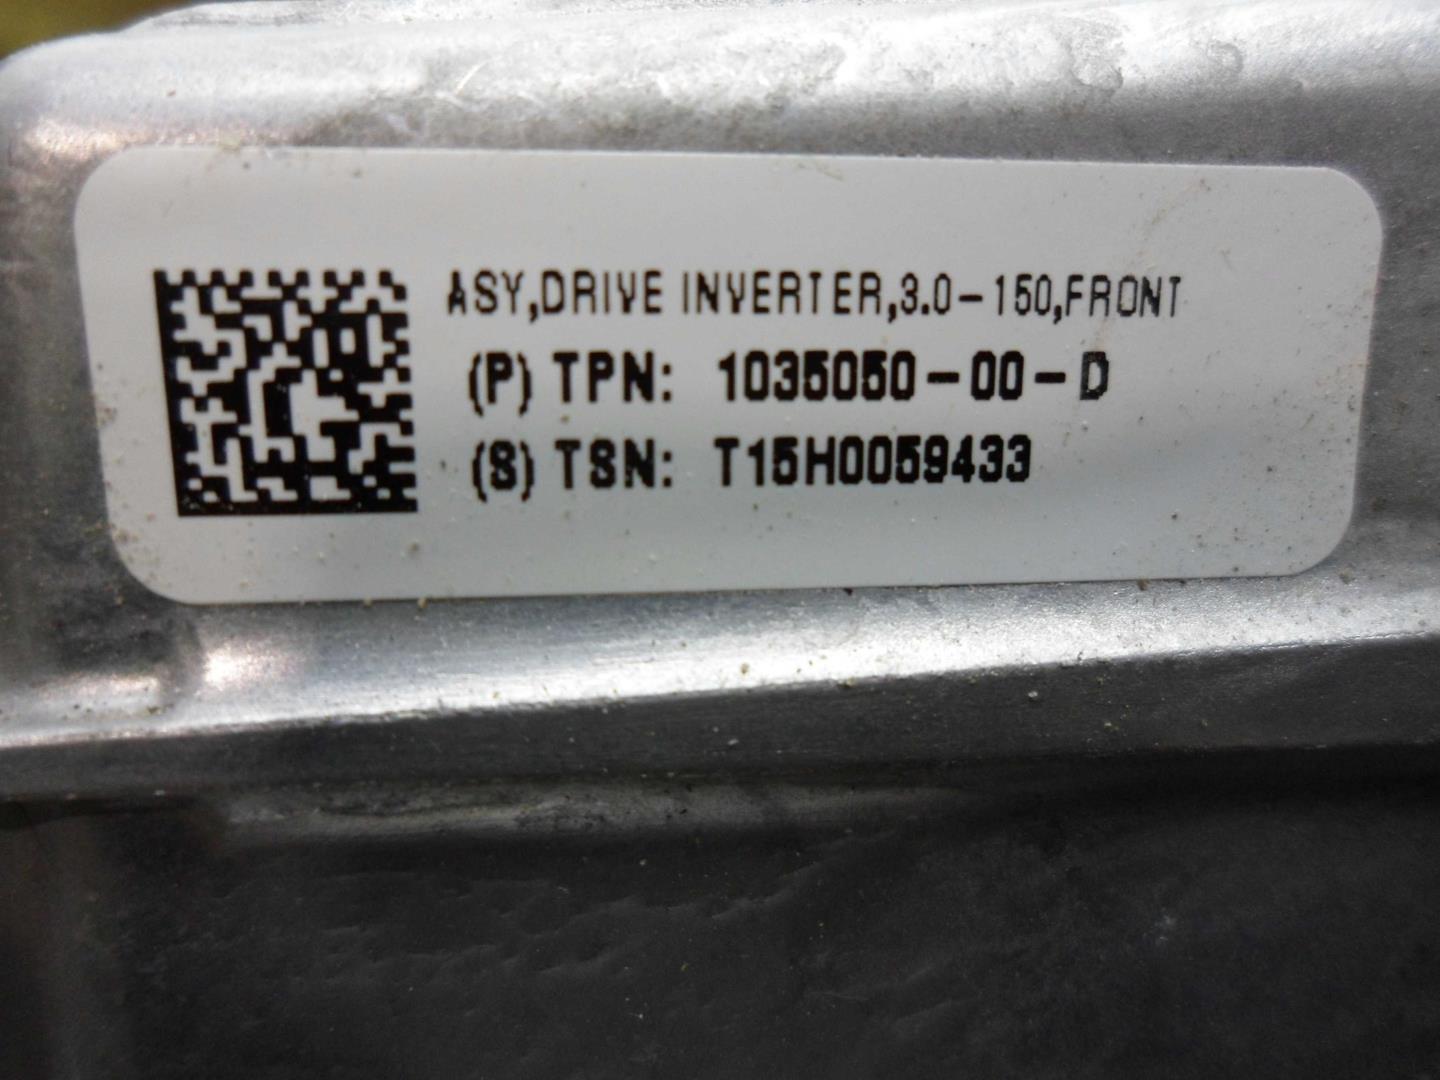 ASY,DRIVE INVERTER,3.0-150,FRONT
(P) TPN: 1035050-00-D
(S) TSN: T15H0059433